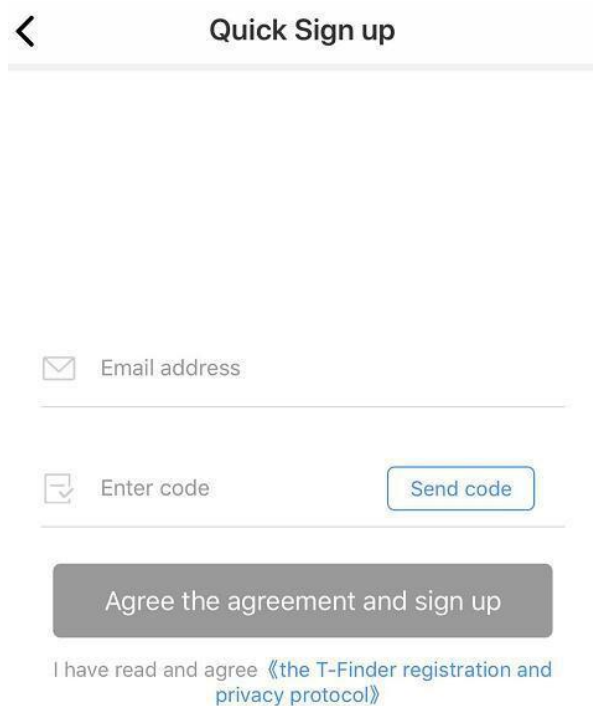 Quick Sign up
Email address
Enter code
Send code
Agree the agreement and sign up
I have read and agree 《the T-Finder registration and
privacy protocol》